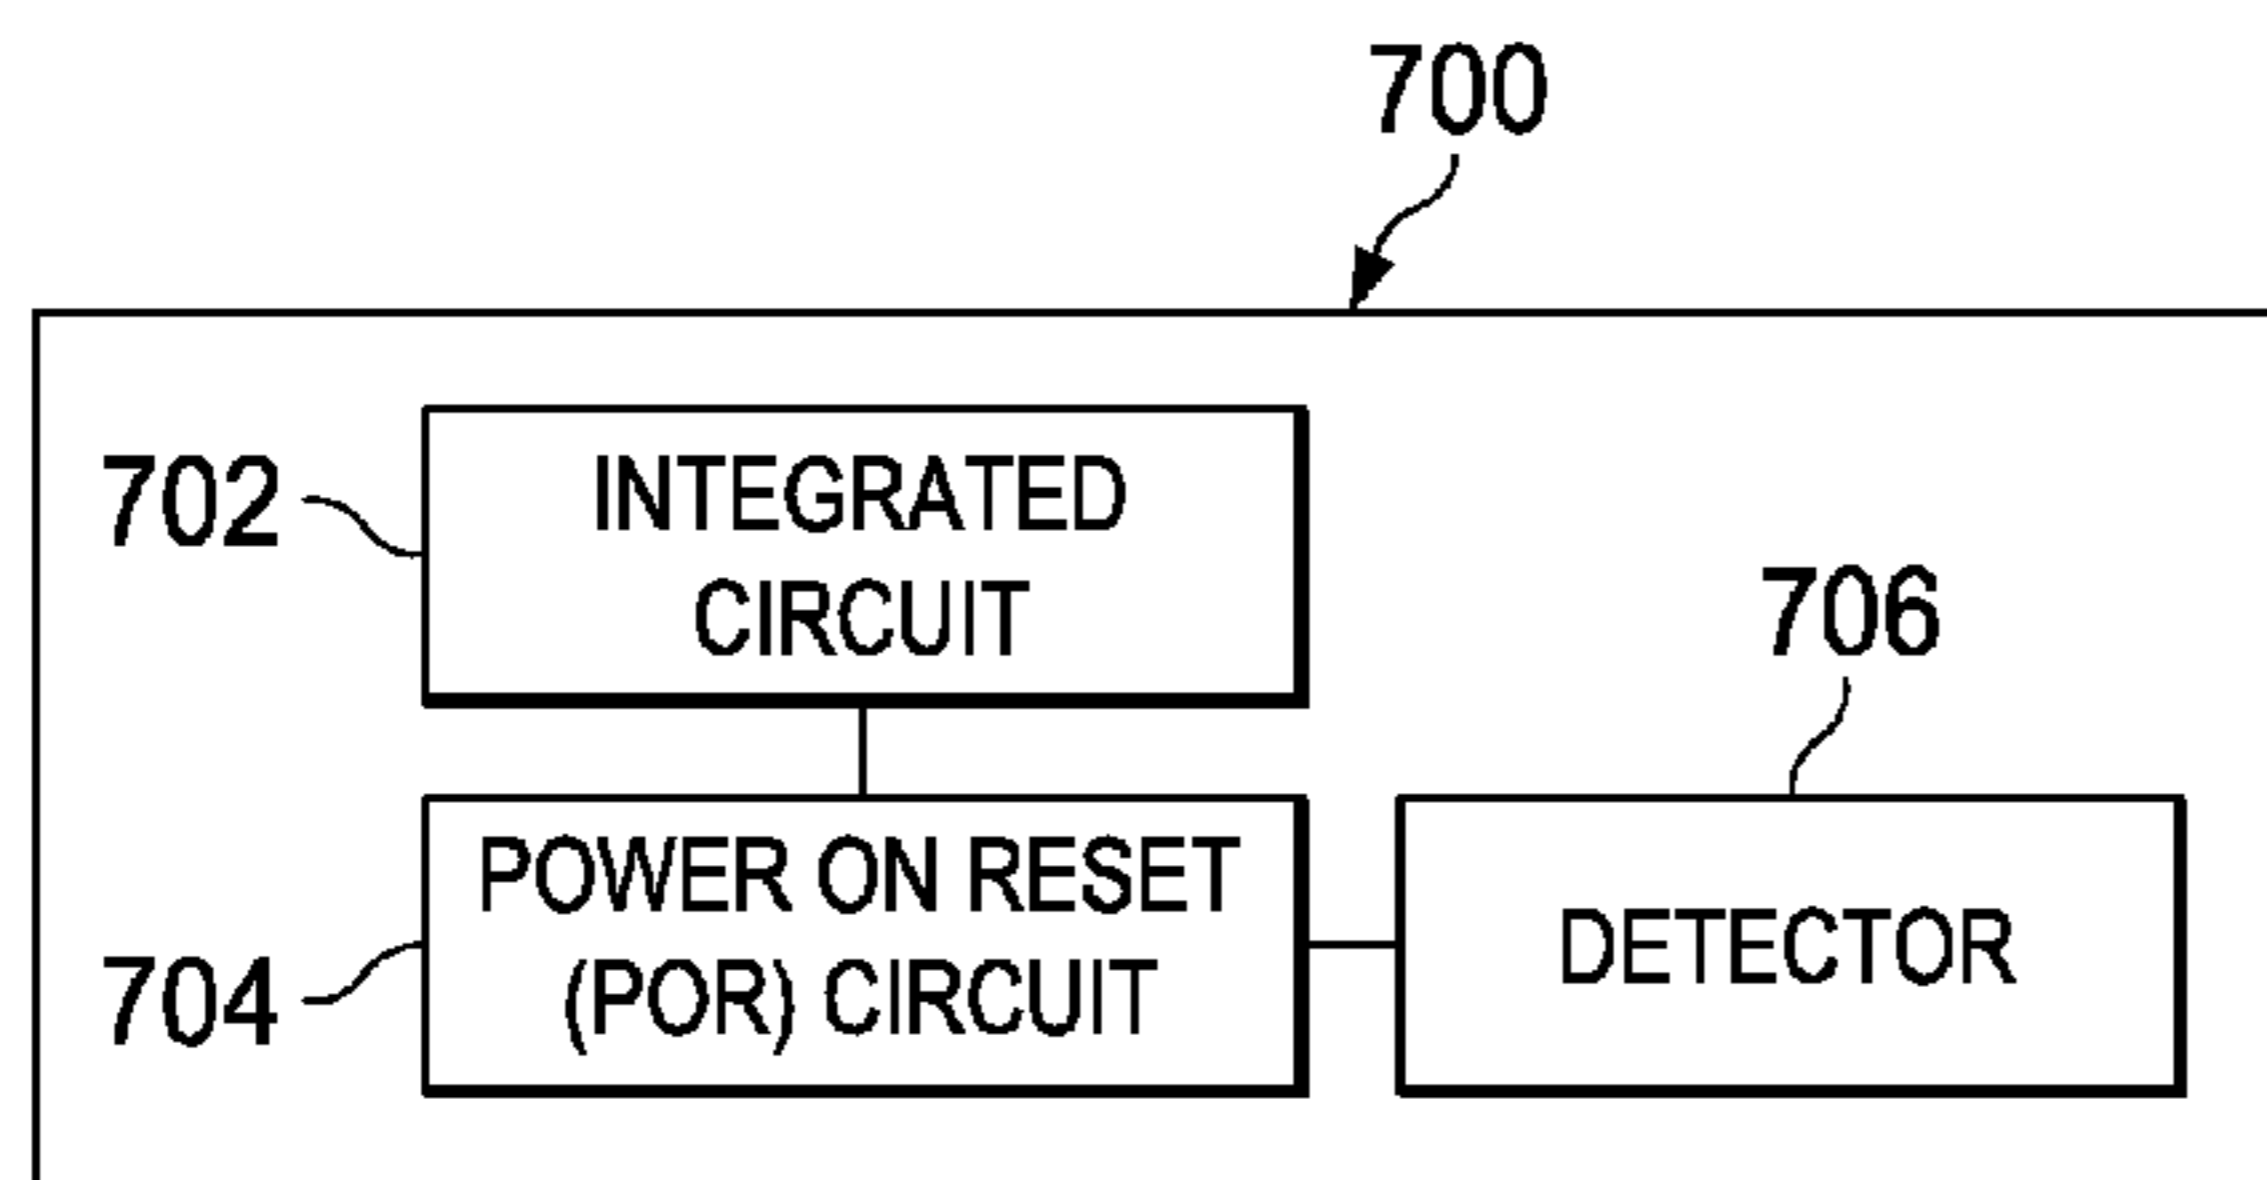 700
702
INTEGRATED
CIRCUIT
706
704
POWER ON RESET
(POR) CIRCUIT
DETECTOR